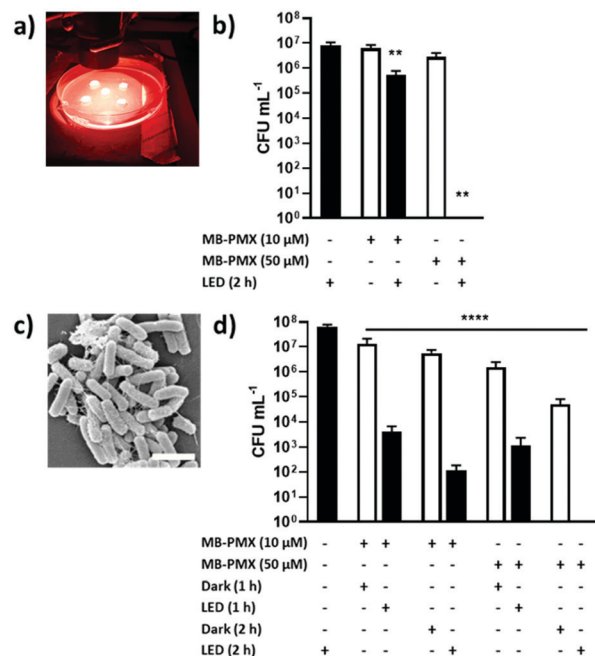 a)
b)
CFU mL⁻¹
10⁸
10⁷
10⁶
10⁵
10⁴
10³
10²
10¹
10⁰
**
**
MB-PMX (10 µM) - + + - -
MB-PMX (50 µM) - - - + +
LED (2 h) + - + - +
c)
d)
CFU mL⁻¹
10⁸
10⁷
10⁶
10⁵
10⁴
10³
10²
10¹
10⁰
****
MB-PMX (10 µM) - + + + + - - - -
MB-PMX (50 µM) - - - - - + + + +
Dark (1 h) - + - - - + - - -
LED (1 h) - - + - - - + - -
Dark (2 h) - - - + - - - + -
LED (2 h) + - - - + - - - +